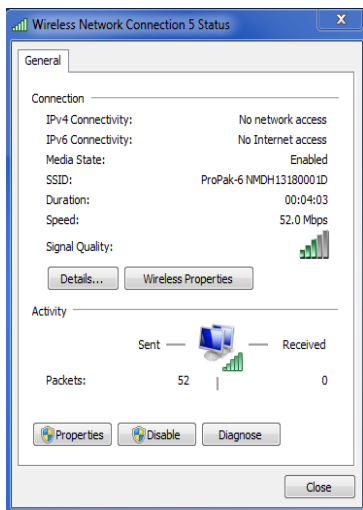 Wireless Network Connection 5 Status
X
General
Connection
IPv4 Connectivity: No network access
IPv6 Connectivity: No Internet access
Media State: Enabled
SSID: ProPak-6 NMDH13180001D
Duration: 00:04:03
Speed: 52.0 Mbps
Signal Quality:
Details... Wireless Properties
Activity
Sent Received
Packets: 52 0
Properties Disable Diagnose
Close